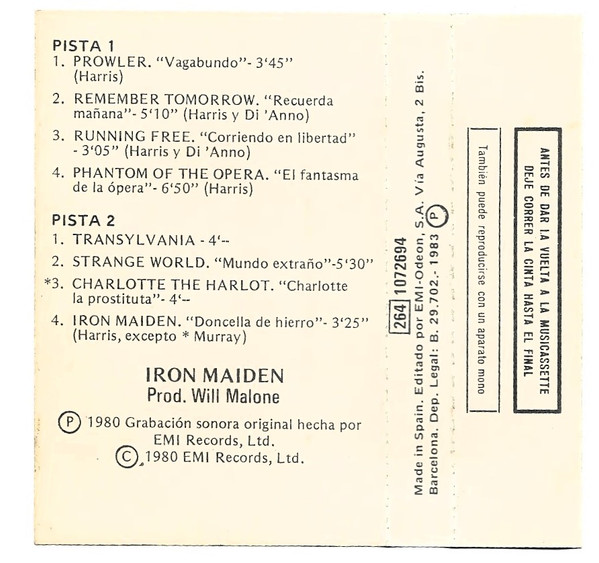 PISTA 1
1. PROWLER. “Vagabundo”- 3‘45”
(Harris)
2. REMEMBER TOMORROW. “Recuerda
mañana”- 5‘10” (Harris y Di ‘Anno)
3. RUNNING FREE. “Corriendo en libertad”
- 3‘05” (Harris y Di ‘Anno)
4. PHANTOM OF THE OPERA. “El fantasma
de la ópera”- 6‘50” (Harris)
PISTA 2
1. TRANSYLVANIA - 4‘--
2. STRANGE WORLD. “Mundo extraño”-5‘30”
*3. CHARLOTTE THE HARLOT. “Charlotte
la prostituta”- 4‘--
4. IRON MAIDEN. “Doncella de hierro”- 3‘25”
(Harris, excepto * Murray)
IRON MAIDEN
Prod. Will Malone
Ⓟ 1980 Grabación sonora original hecha por
EMI Records, Ltd.
Ⓒ 1980 EMI Records, Ltd.
264 1072694
Made in Spain. Editado por EMI-Odeon, S.A. Vía Augusta, 2 Bis.
Barcelona. Dep. Legal: B. 29.702.- 1983 Ⓟ
También puede reproducirse con un aparato mono
ANTES DE DAR LA VUELTA A LA MUSICASSETTE
DEJE CORRER LA CINTA HASTA EL FINAL